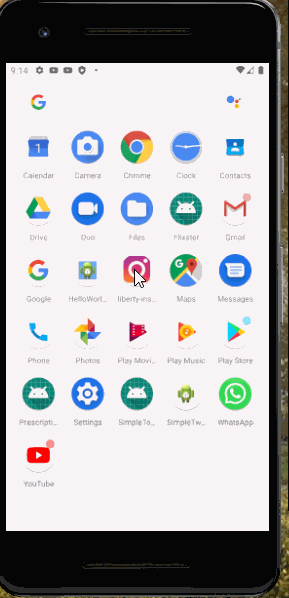 9:14
Calendar Camera Chrome Clock Contacts
Drive Duo Files Gmail
Google HelloWorl... liberty-ins... Maps Messages
Phone Photos Play Movi... Play Music Play Store
Prescripti... Settings SimpleTo... SimpleTw... WhatsApp
YouTube